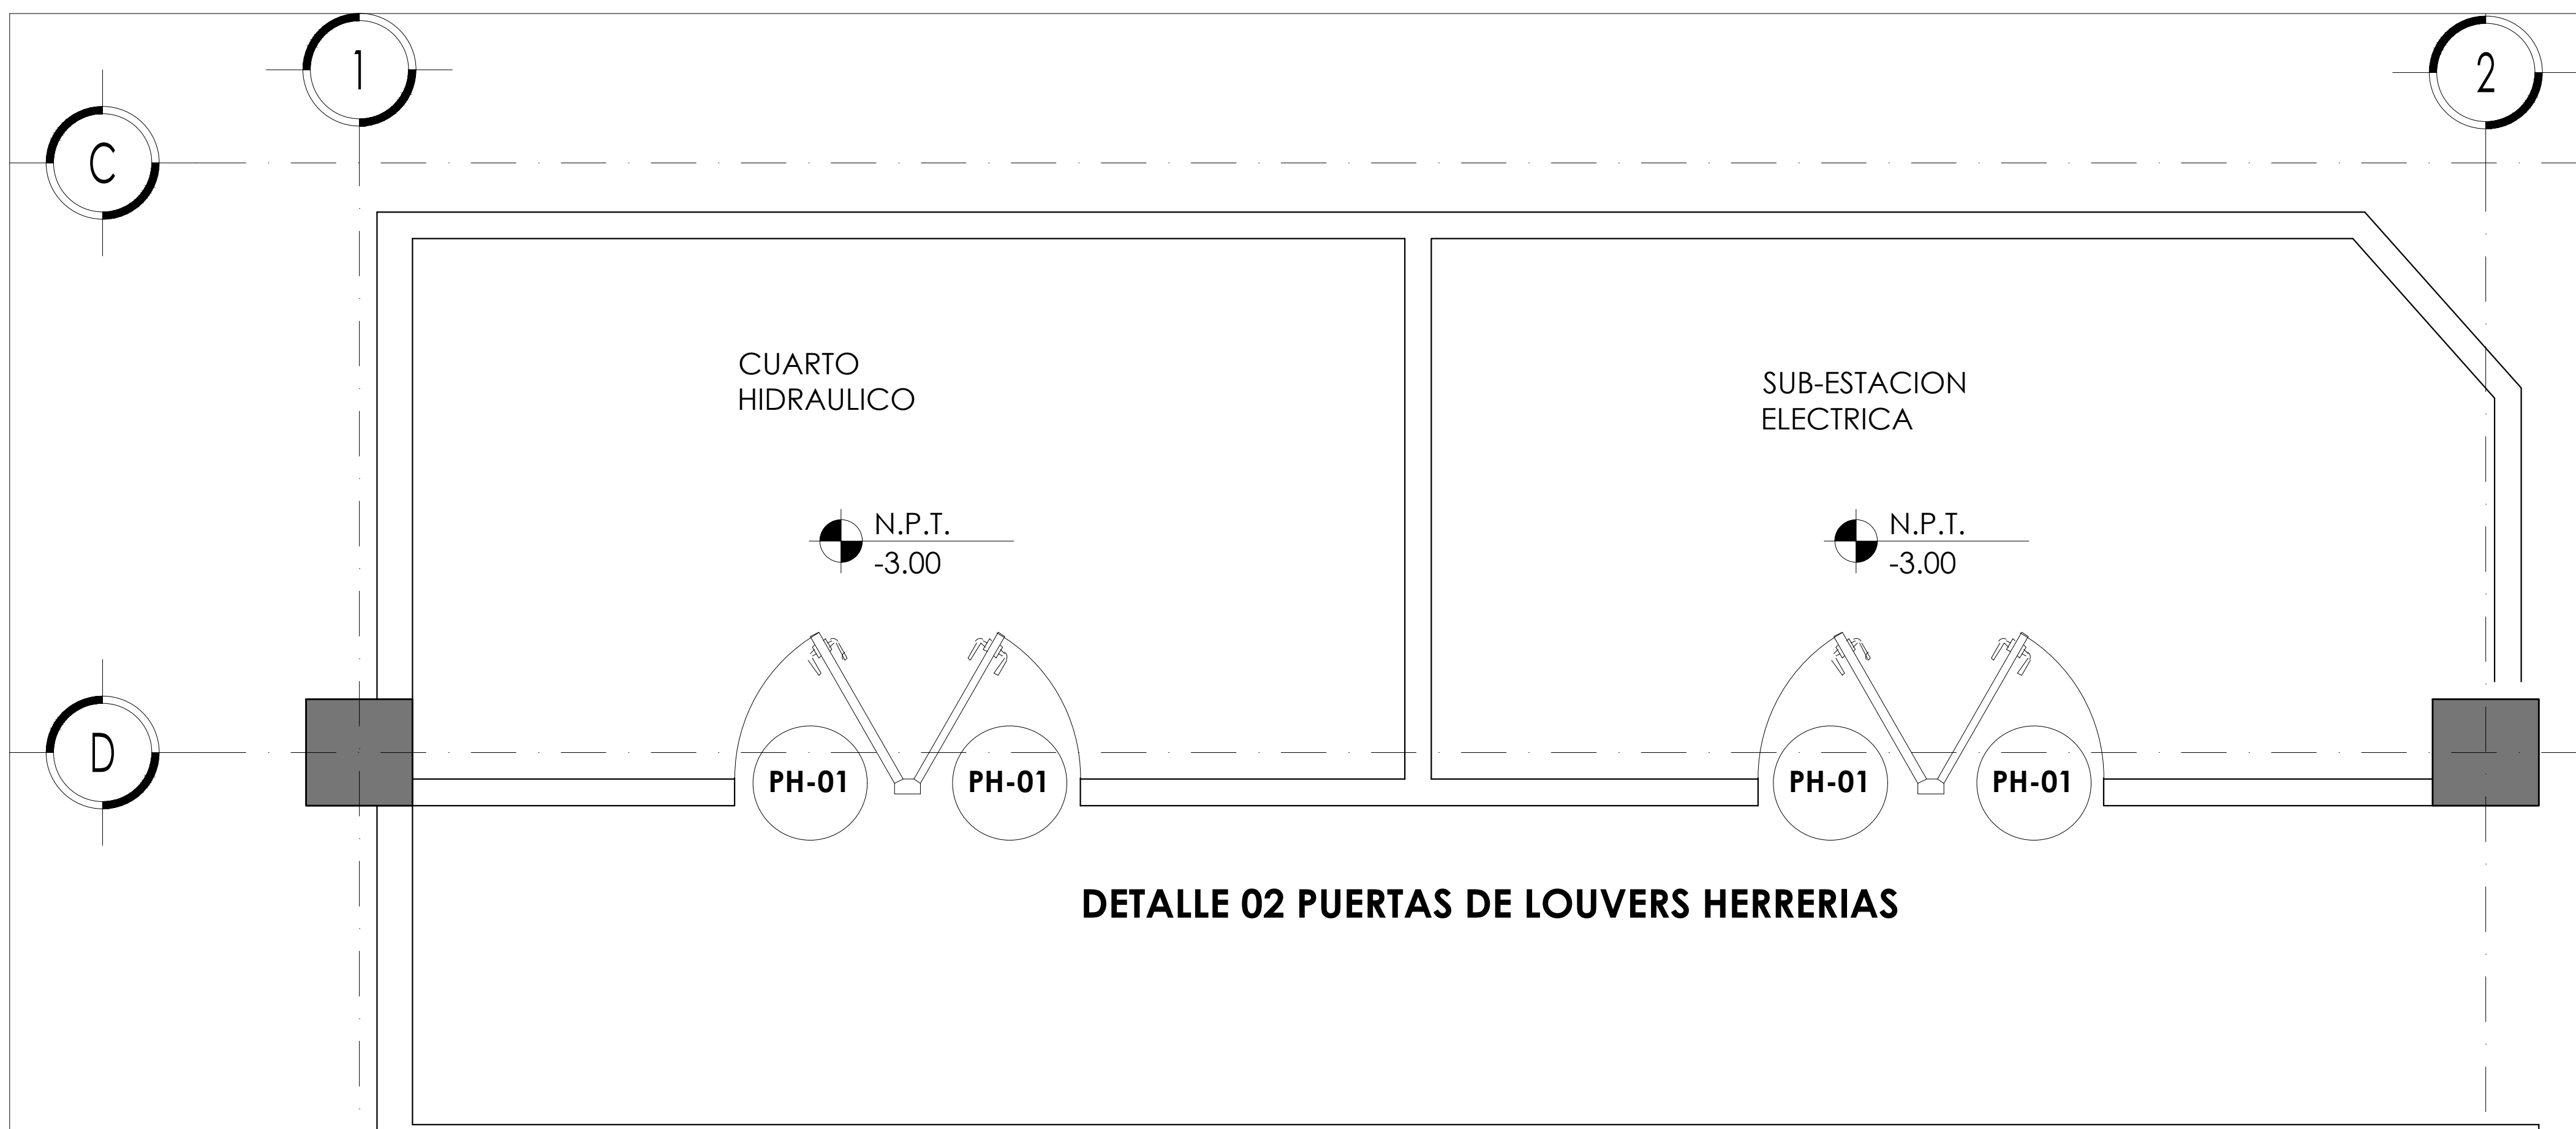 1
2
C
CUARTO
HIDRAULICO
SUB-ESTACION
ELECTRICA
N.P.T.
-3.00
N.P.T.
-3.00
D
PH-01
PH-01
PH-01
PH-01
DETALLE 02 PUERTAS DE LOUVERS HERRERIAS